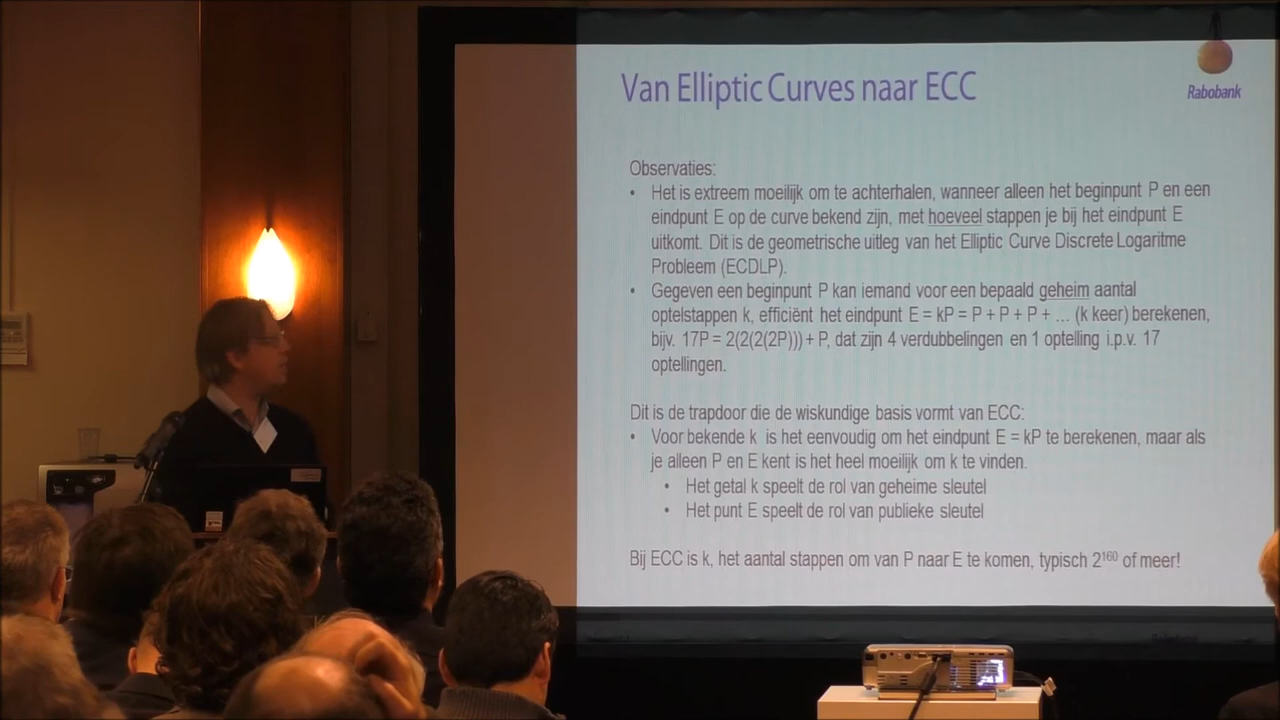 Van Elliptic Curves naar ECC
Rabobank
Observaties:
• Het is extreem moeilijk om te achterhalen, wanneer alleen het beginpunt P en een
eindpunt E op de curve bekend zijn, met hoeveel stappen je bij het eindpunt E
uitkomt. Dit is de geometrische uitleg van het Elliptic Curve Discrete Logaritme
Probleem (ECDLP).
• Gegeven een beginpunt P kan iemand voor een bepaald geheim aantal
optelstappen k, efficiënt het eindpunt E = kP = P + P + P + … (k keer) berekenen,
bijv. 17P = 2(2(2(2P))) + P, dat zijn 4 verdubbelingen en 1 optelling i.p.v. 17
optellingen.
Dit is de trapdoor die de wiskundige basis vormt van ECC:
• Voor bekende k is het eenvoudig om het eindpunt E = kP te berekenen, maar als
je alleen P en E kent is het heel moeilijk om k te vinden.
• Het getal k speelt de rol van geheime sleutel
• Het punt E speelt de rol van publieke sleutel
Bij ECC is k, het aantal stappen om van P naar E te komen, typisch 2¹⁶⁰ of meer!